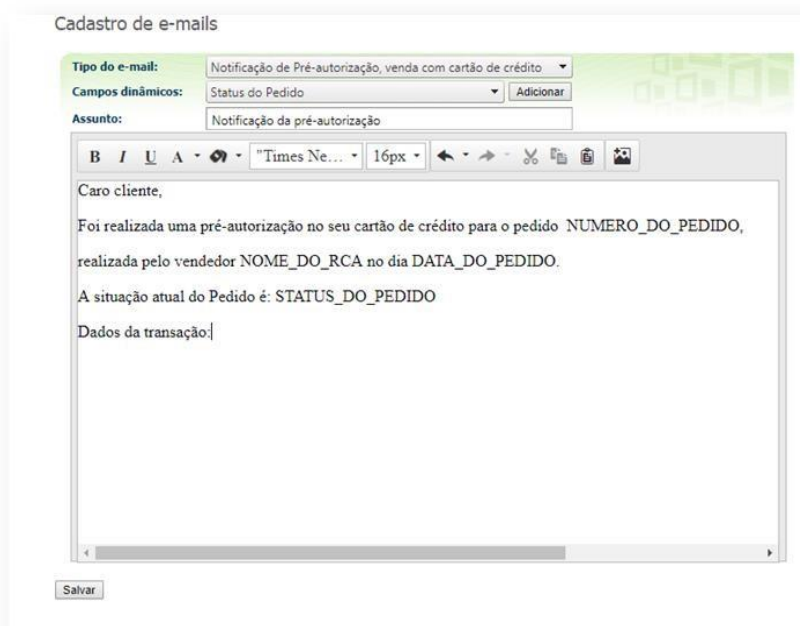 Cadastro de e-mails
Tipo do e-mail: Notificação de Pré-autorização, venda com cartão de crédito
Campos dinâmicos: Status do Pedido Adicionar
Assunto: Notificação da pré-autorização
B I U A "Times Ne... 16px
Caro cliente,
Foi realizada uma pré-autorização no seu cartão de crédito para o pedido NUMERO_DO_PEDIDO,
realizada pelo vendedor NOME_DO_RCA no dia DATA_DO_PEDIDO.
A situação atual do Pedido é: STATUS_DO_PEDIDO
Dados da transação:
Salvar